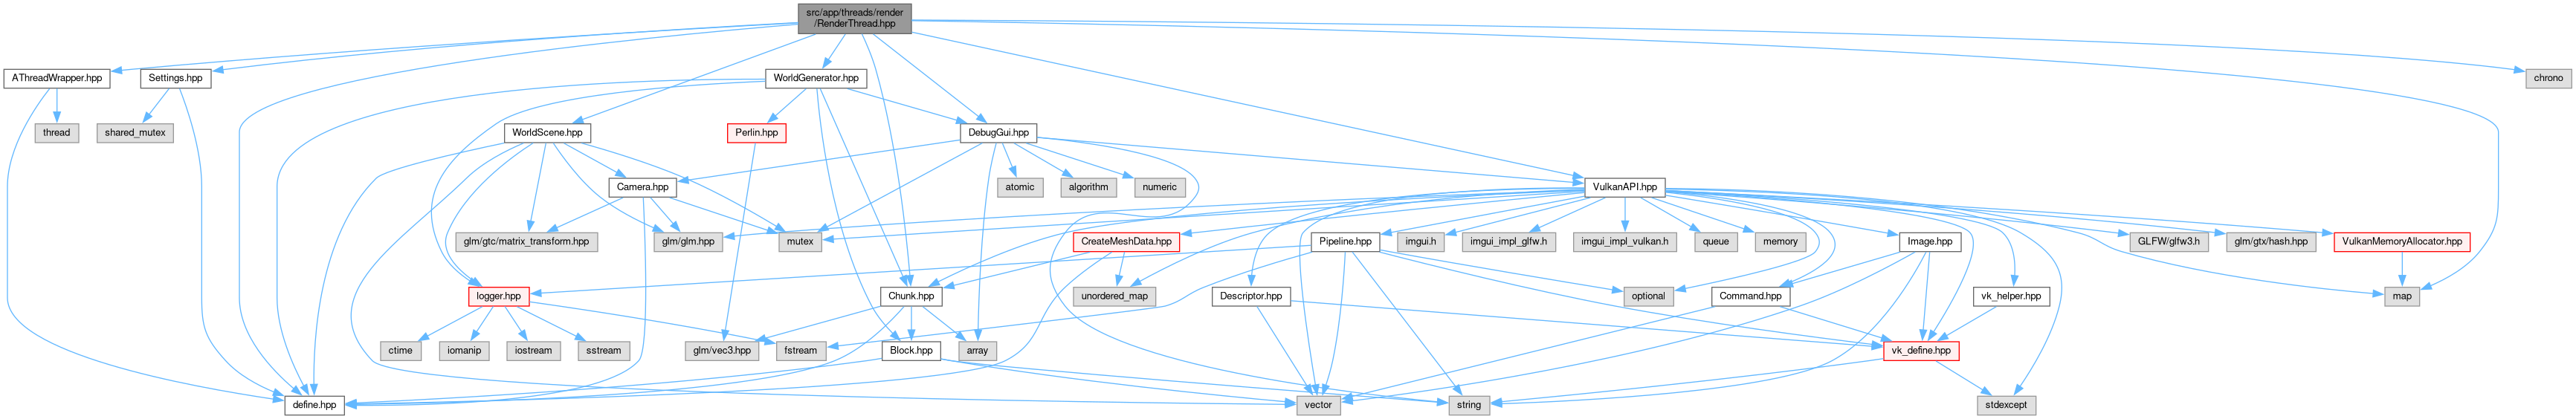 src/app/threads/render
/RenderThread.hpp
AThreadWrapper.hpp
Settings.hpp
WorldGenerator.hpp
chrono
thread
shared_mutex
WorldScene.hpp
Perlin.hpp
DebugGui.hpp
Camera.hpp
atomic
algorithm
numeric
VulkanAPI.hpp
glm/gtc/matrix_transform.hpp
glm/glm.hpp
mutex
CreateMeshData.hpp
Pipeline.hpp
imgui.h
imgui_impl_glfw.h
imgui_impl_vulkan.h
queue
memory
Image.hpp
GLFW/glfw3.h
glm/gtx/hash.hpp
VulkanMemoryAllocator.hpp
logger.hpp
Chunk.hpp
unordered_map
Descriptor.hpp
optional
Command.hpp
vk_helper.hpp
map
ctime
iomanip
iostream
sstream
glm/vec3.hpp
fstream
Block.hpp
array
vk_define.hpp
define.hpp
vector
string
stdexcept